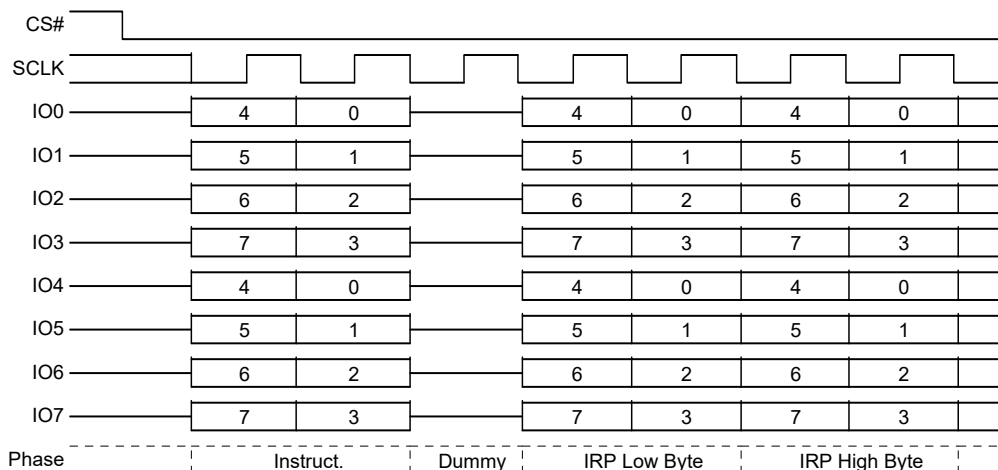 CS#
SCLK
IO0 4 0 4 0 4 0
IO1 5 1 5 1 5 1
IO2 6 2 6 2 6 2
IO3 7 3 7 3 7 3
IO4 4 0 4 0 4 0
IO5 5 1 5 1 5 1
IO6 6 2 6 2 6 2
IO7 7 3 7 3 7 3
Phase Instruct. Dummy IRP Low Byte IRP High Byte